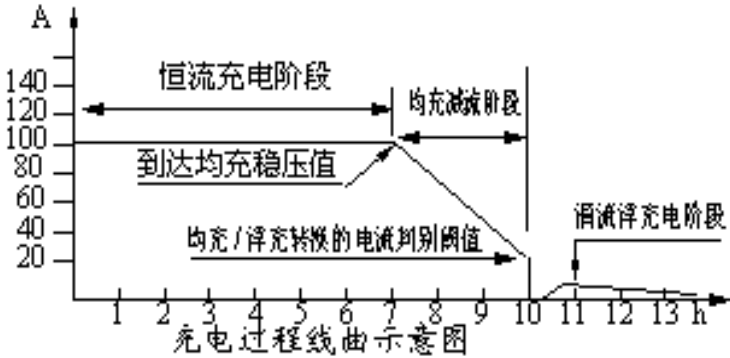 A
恒流充电阶段
140
均充减流阶段
120
100
到达均充稳压值
80
60
涓流浮充电阶段
40
均充/浮充转换的电流判别阈值
20
1 2 3 4 5 6 7 8 9 10 11 12 13 h
充电过程线曲示意图